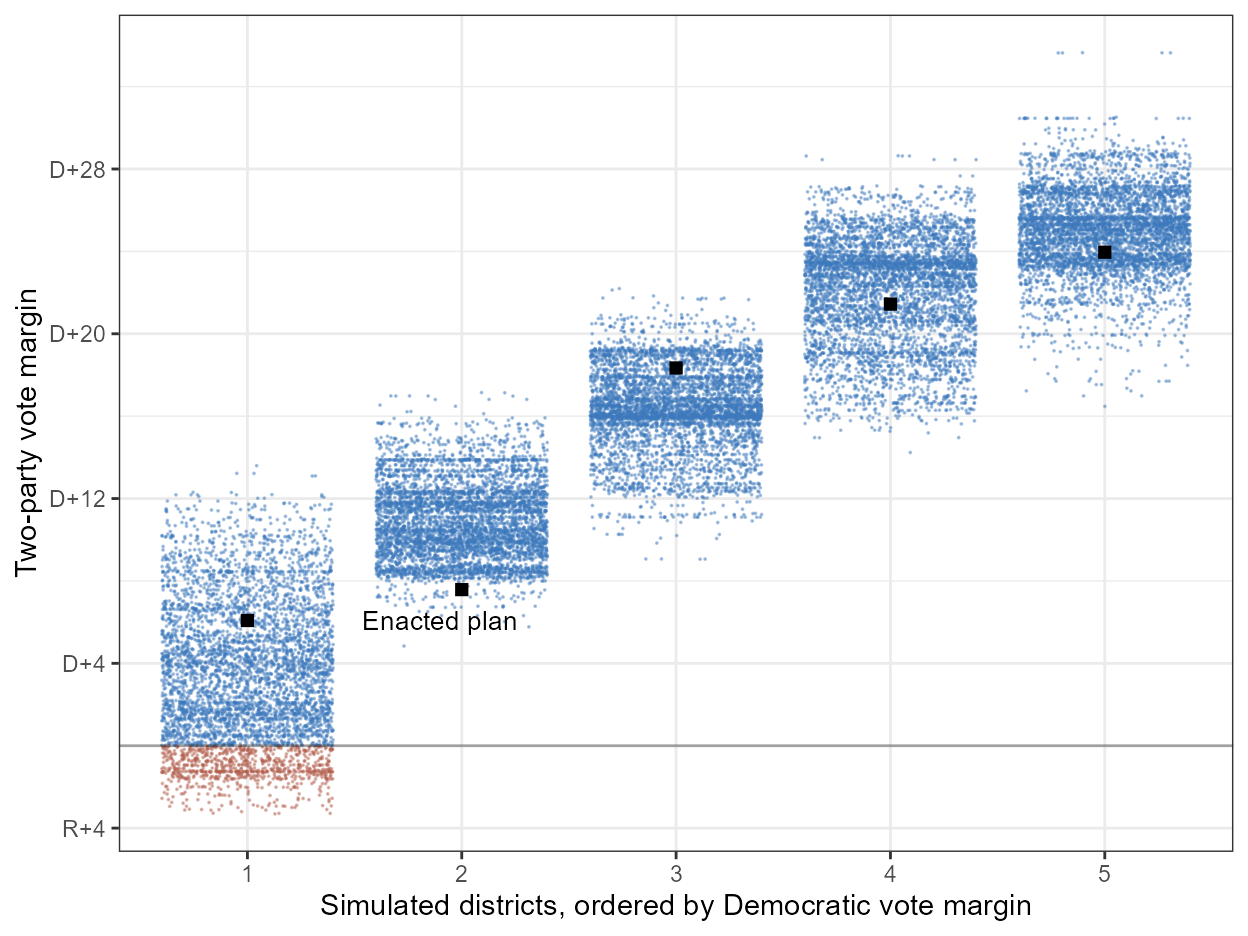 Two-party vote margin
D+28
D+20
D+12
D+4
R+4
Enacted plan
1 2 3 4 5
Simulated districts, ordered by Democratic vote margin